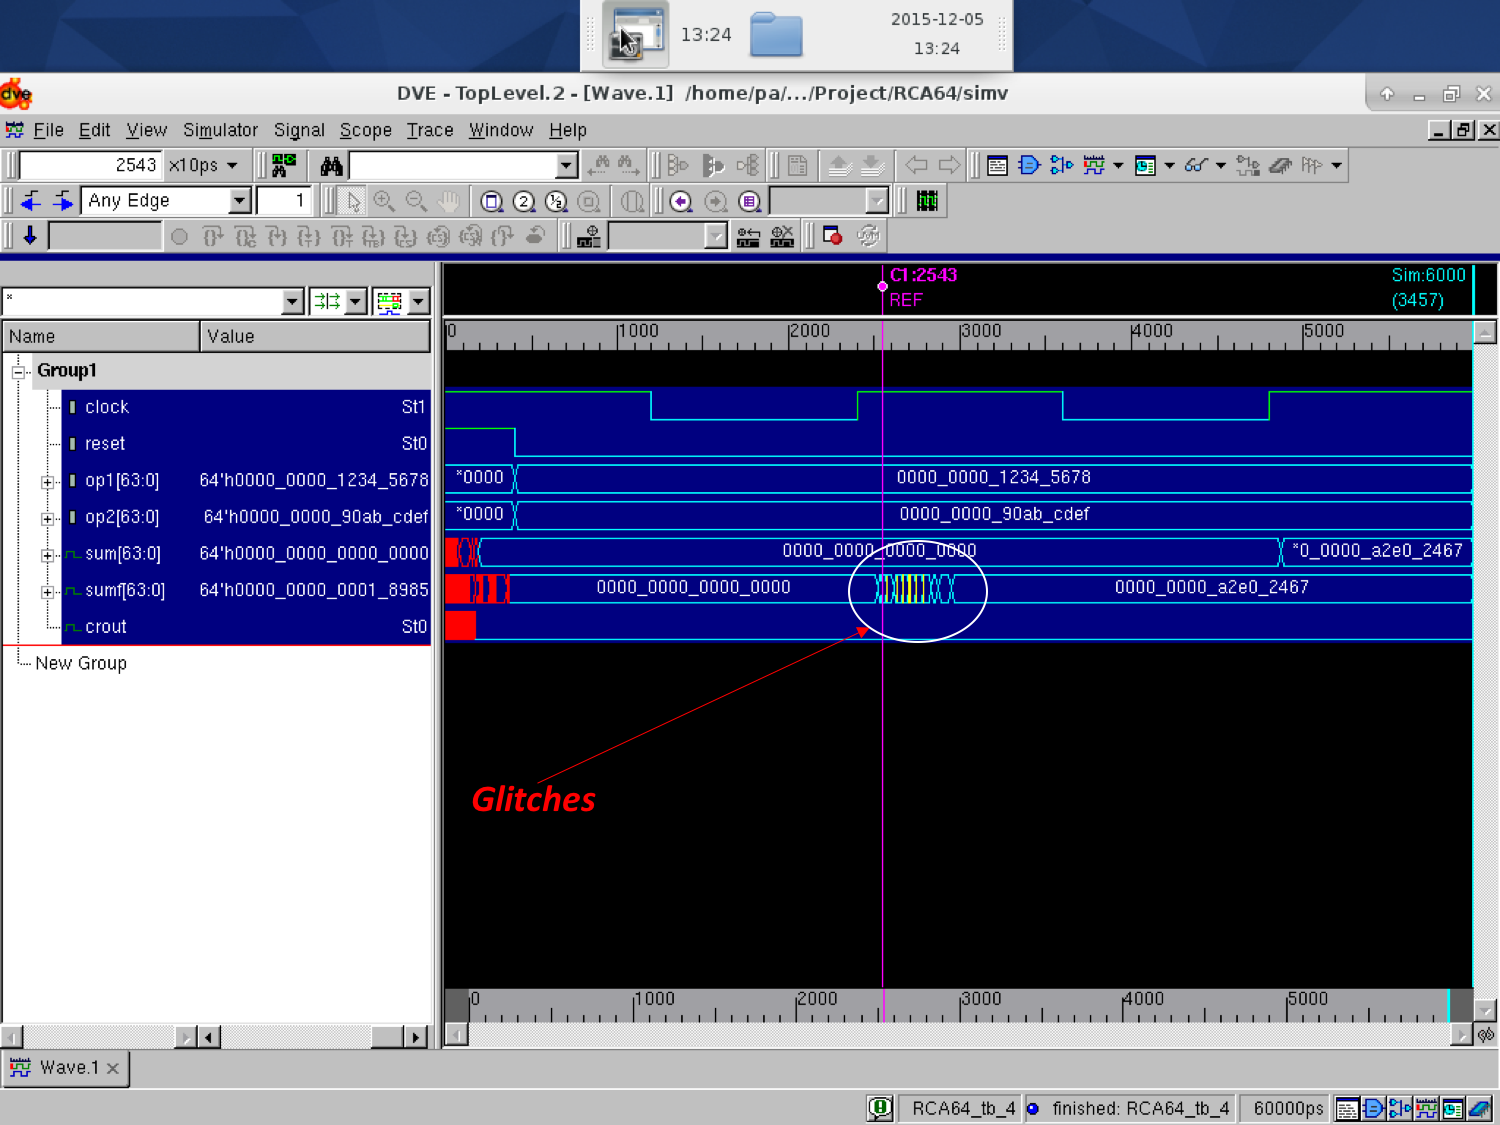 13:24
2015-12-05
13:24
dve
DVE - TopLevel.2 - [Wave.1] /home/pa/.../Project/RCA64/simv
File Edit View Simulator Signal Scope Trace Window Help
2543 x10ps
Any Edge 1
C1:2543
REF
Sim:6000
(3457)
*
Name Value
0 1000 2000 3000 4000 5000
Group1
clock St1
reset St0
op1[63:0] 64'h0000_0000_1234_5678 *0000 0000_0000_1234_5678
op2[63:0] 64'h0000_0000_90ab_cdef *0000 0000_0000_90ab_cdef
sum[63:0] 64'h0000_0000_0000_0000 0000_0000_0000_0000 *0_0000_a2e0_2467
sumf[63:0] 64'h0000_0000_0001_8985 0000_0000_0000_0000 0000_0000_a2e0_2467
crout St0
New Group
Glitches
0 1000 2000 3000 4000 5000
Wave.1
RCA64_tb_4 finished: RCA64_tb_4 60000ps